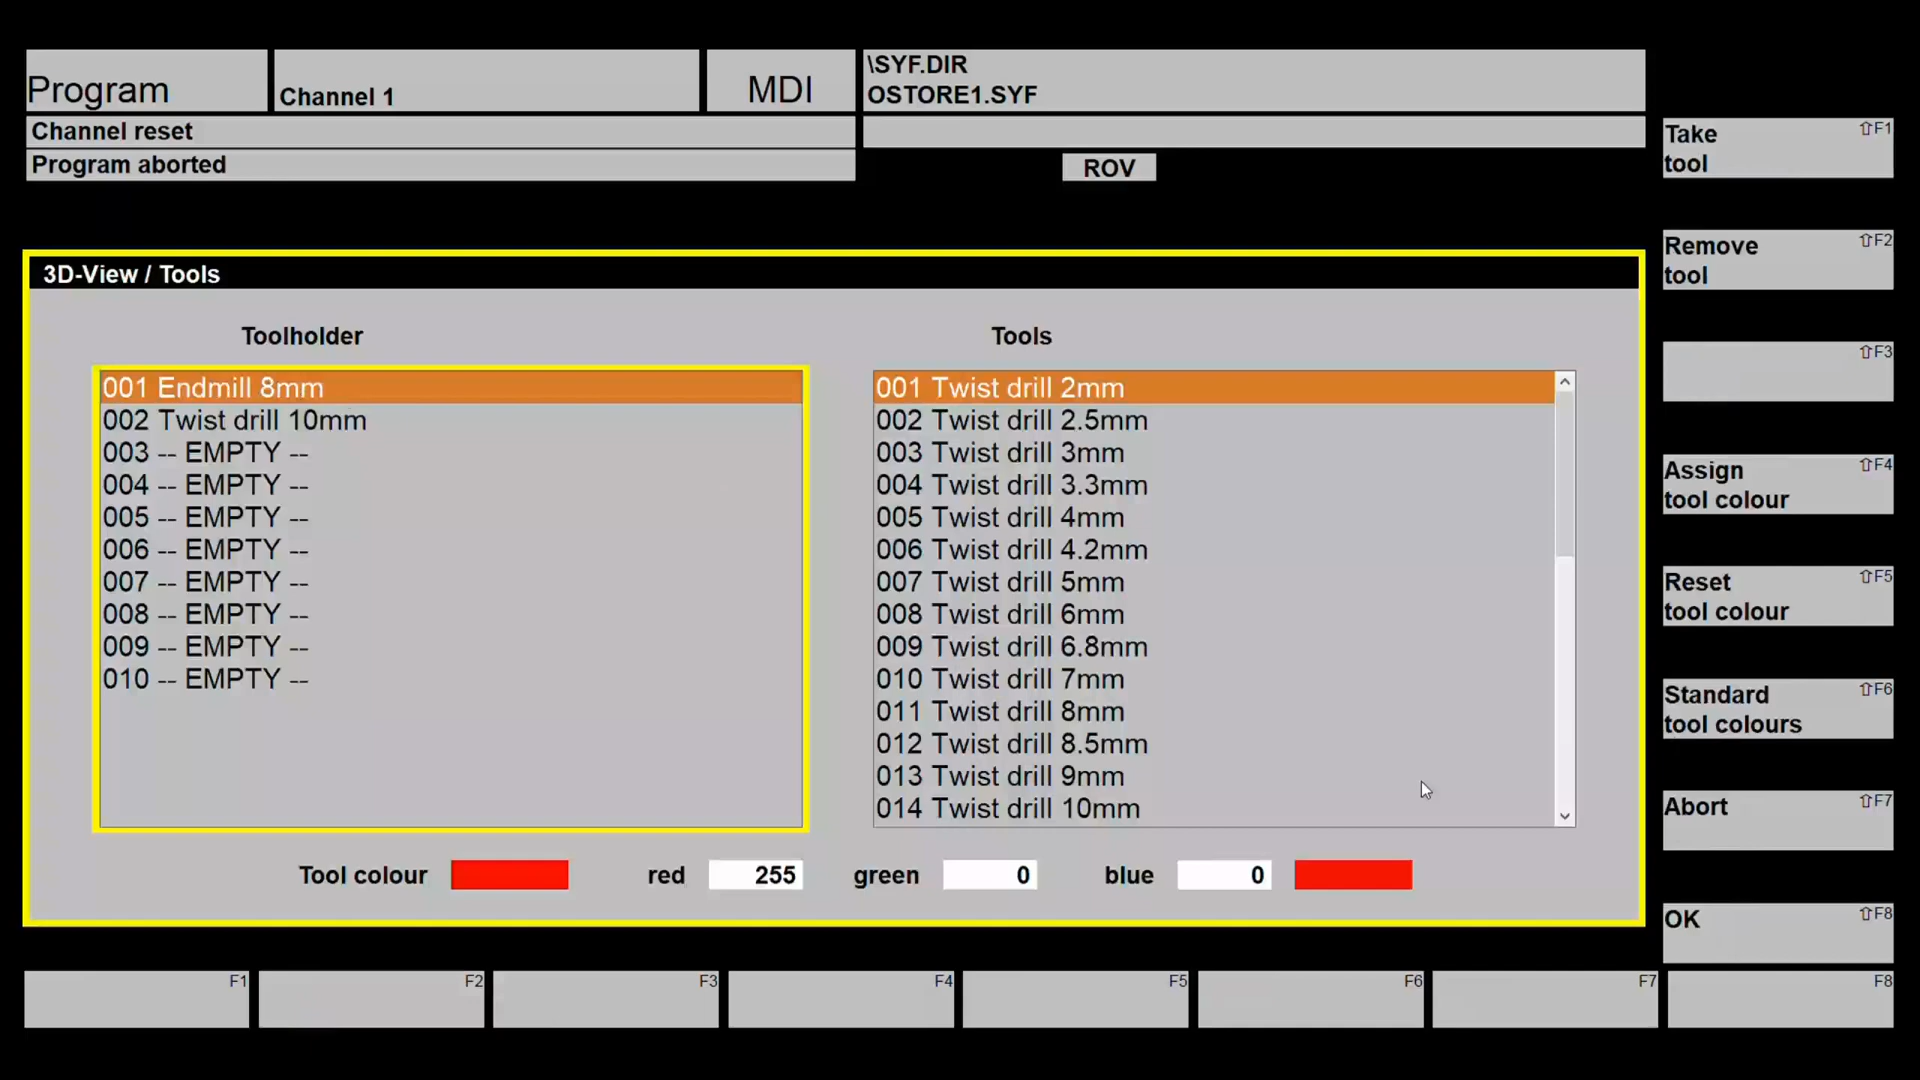 Program
Channel 1
MDI
\SYF.DIR
OSTORE1.SYF
Channel reset
Program aborted
ROV
3D-View / Tools
Toolholder
001 Endmill 8mm
002 Twist drill 10mm
003 -- EMPTY --
004 -- EMPTY --
005 -- EMPTY --
006 -- EMPTY --
007 -- EMPTY --
008 -- EMPTY --
009 -- EMPTY --
010 -- EMPTY --
Tools
001 Twist drill 2mm
002 Twist drill 2.5mm
003 Twist drill 3mm
004 Twist drill 3.3mm
005 Twist drill 4mm
006 Twist drill 4.2mm
007 Twist drill 5mm
008 Twist drill 6mm
009 Twist drill 6.8mm
010 Twist drill 7mm
011 Twist drill 8mm
012 Twist drill 8.5mm
013 Twist drill 9mm
014 Twist drill 10mm
Tool colour red 255 green 0 blue 0
⇧F1
Take
tool
⇧F2
Remove
tool
⇧F3
⇧F4
Assign
tool colour
⇧F5
Reset
tool colour
⇧F6
Standard
tool colours
⇧F7
Abort
⇧F8
OK
F1 F2 F3 F4 F5 F6 F7 F8